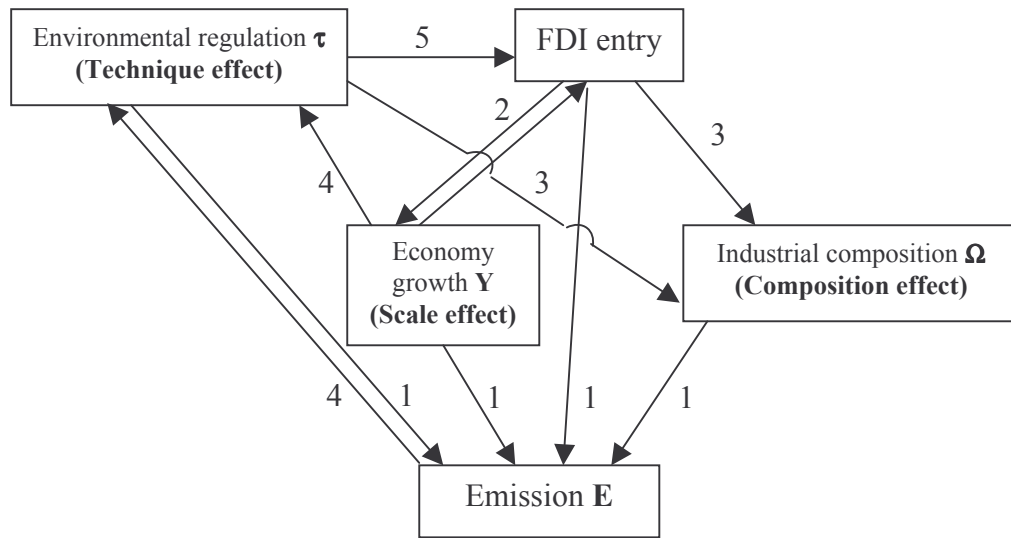 Environmental regulation τ
(Technique effect)
5
FDI entry
2
3
4
3
Economy
growth Y
(Scale effect)
Industrial composition Ω
(Composition effect)
4
1
1
1
1
Emission E